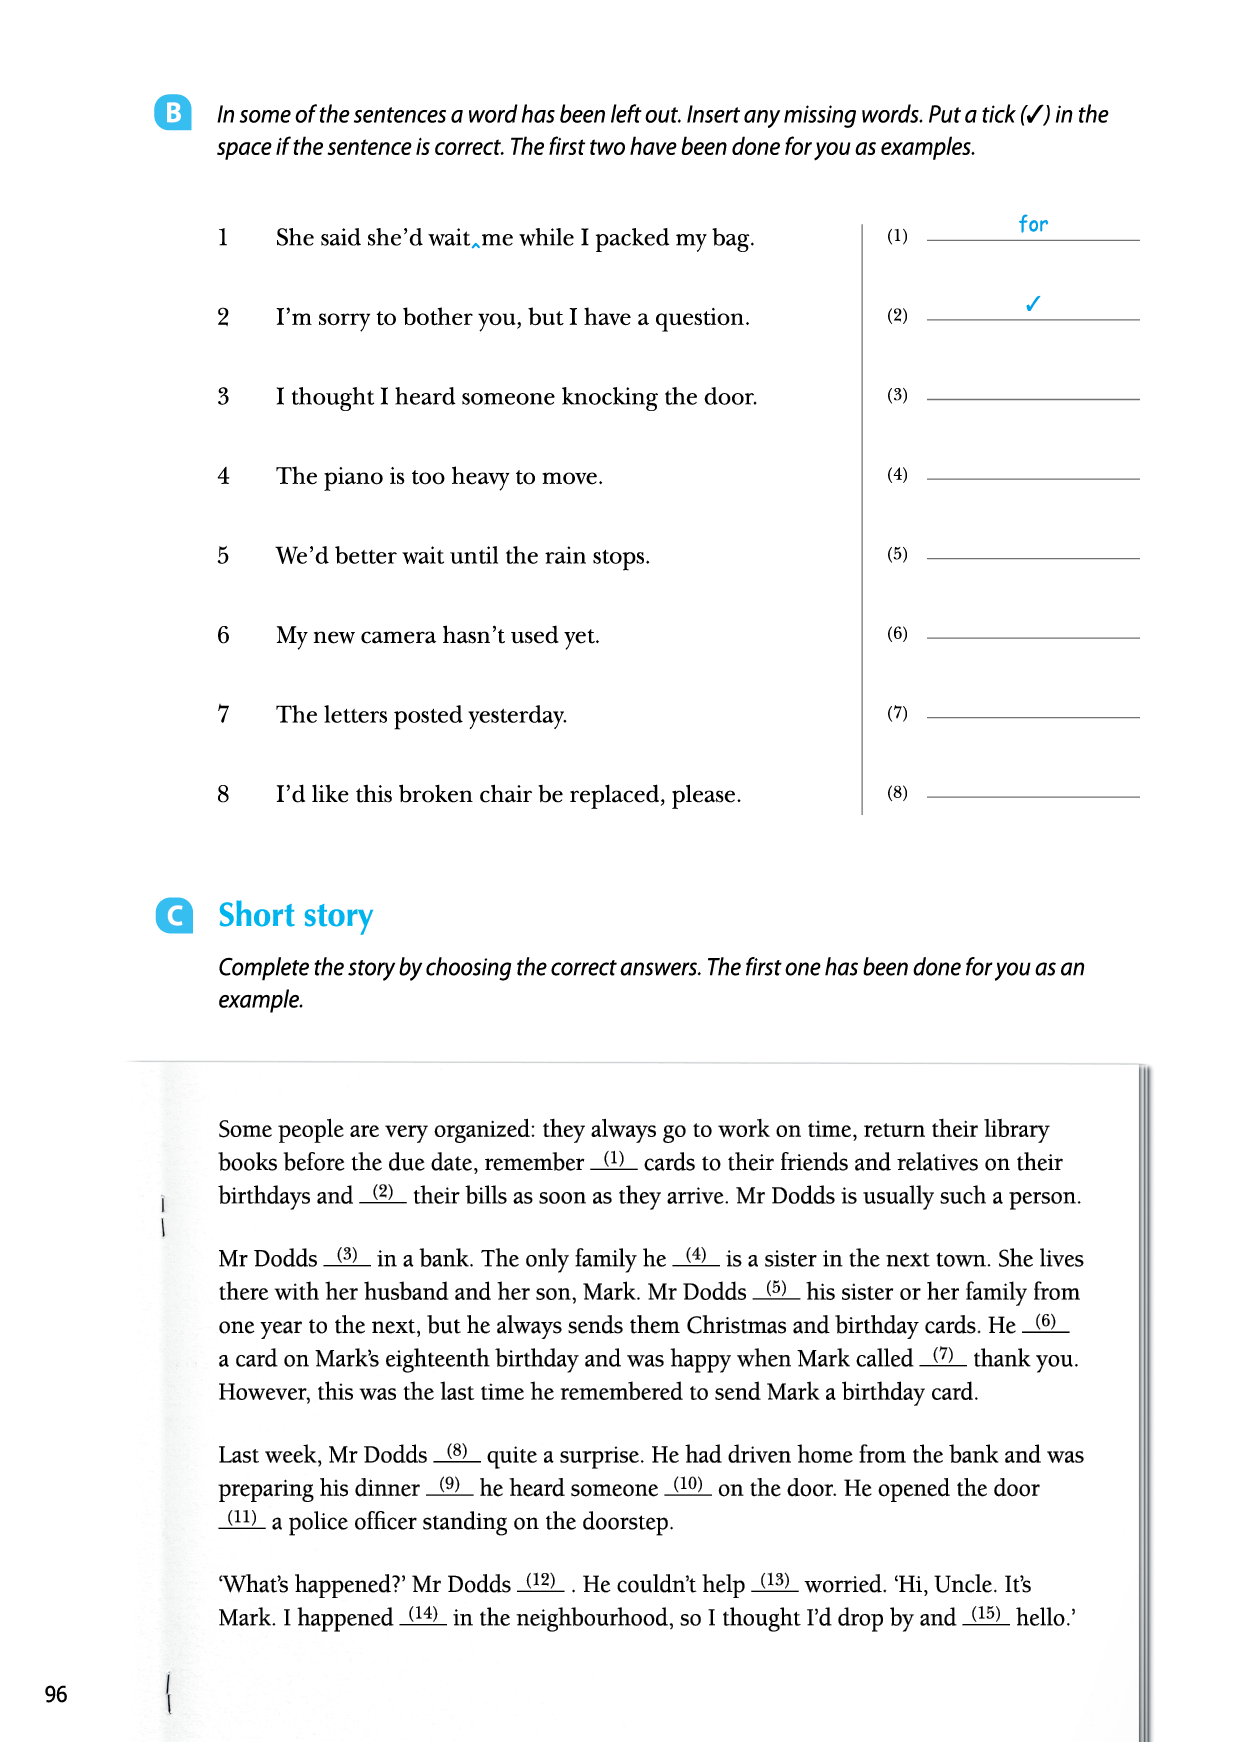 B In some of the sentences a word has been left out. Insert any missing words. Put a tick (✓) in the
space if the sentence is correct. The first two have been done for you as examples.
1 She said she'd wait‸me while I packed my bag. (1) for
2 I'm sorry to bother you, but I have a question. (2) ✓
3 I thought I heard someone knocking the door. (3)
4 The piano is too heavy to move. (4)
5 We'd better wait until the rain stops. (5)
6 My new camera hasn't used yet. (6)
7 The letters posted yesterday. (7)
8 I'd like this broken chair be replaced, please. (8)
C Short story
Complete the story by choosing the correct answers. The first one has been done for you as an
example.
Some people are very organized: they always go to work on time, return their library
books before the due date, remember (1) cards to their friends and relatives on their
birthdays and (2) their bills as soon as they arrive. Mr Dodds is usually such a person.
Mr Dodds (3) in a bank. The only family he (4) is a sister in the next town. She lives
there with her husband and her son, Mark. Mr Dodds (5) his sister or her family from
one year to the next, but he always sends them Christmas and birthday cards. He (6)
a card on Mark's eighteenth birthday and was happy when Mark called (7) thank you.
However, this was the last time he remembered to send Mark a birthday card.
Last week, Mr Dodds (8) quite a surprise. He had driven home from the bank and was
preparing his dinner (9) he heard someone (10) on the door. He opened the door
(11) a police officer standing on the doorstep.
'What's happened?' Mr Dodds (12) . He couldn't help (13) worried. 'Hi, Uncle. It's
Mark. I happened (14) in the neighbourhood, so I thought I'd drop by and (15) hello.'
96